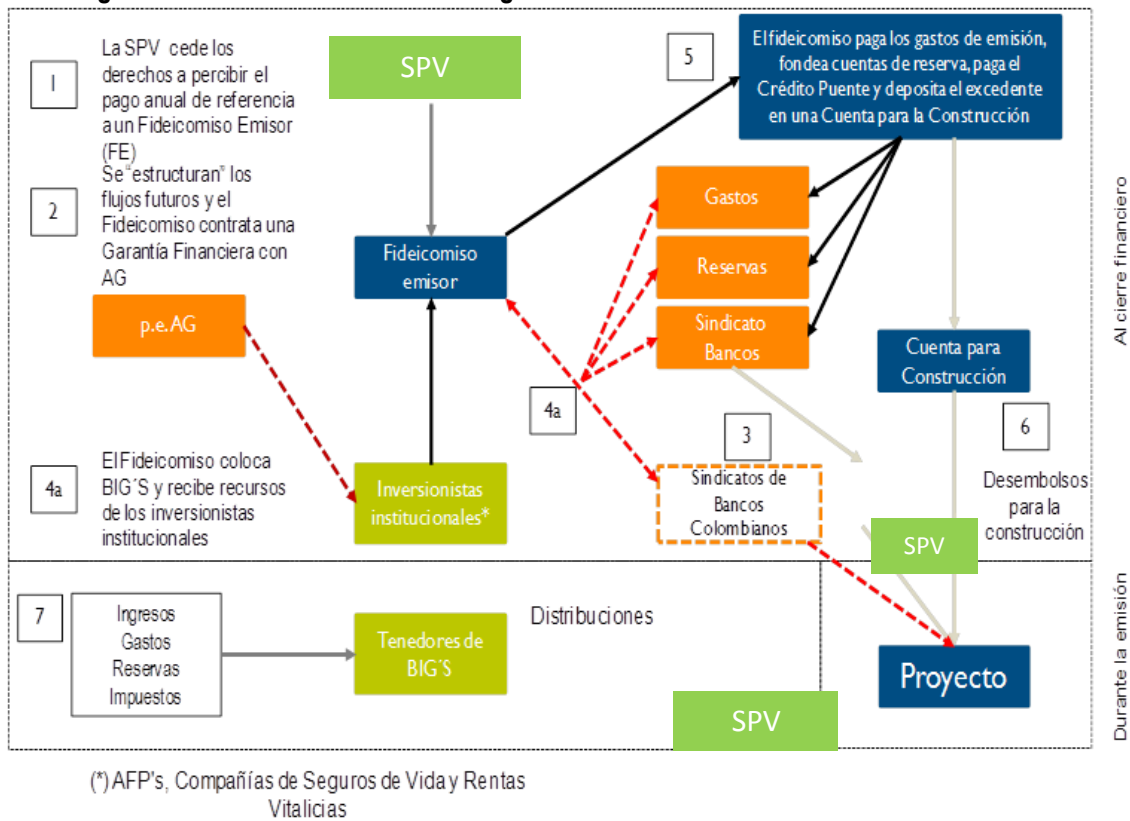 1
La SPV cede los
derechos a percibir el
pago anual de referencia
a un Fideicomiso Emisor
(FE)
2
Se "estructuran" los
flujos futuros y el
Fideicomiso contrata una
Garantía Financiera con
AG
p.e. AG
4a
El Fideicomiso coloca
BIG´S y recibe recursos
de los inversionistas
institucionales
SPV
Fideicomiso
emisor
Inversionistas
institucionales*
5
El fideicomiso paga los gastos de emisión,
fondea cuentas de reserva, paga el
Crédito Puente y deposita el excedente
en una Cuenta para la Construcción
Gastos
Reservas
Sindicato
Bancos
4a
3
Sindicatos de
Bancos
Colombianos
Cuenta para
Construcción
6
Desembolsos
para la
construcción
SPV
Al cierre financiero
7
Ingresos
Gastos
Reservas
Impuestos
Tenedores de
BIG´S
Distribuciones
SPV
Proyecto
Durante la emisión
(*) AFP's, Compañías de Seguros de Vida y Rentas
Vitalicias